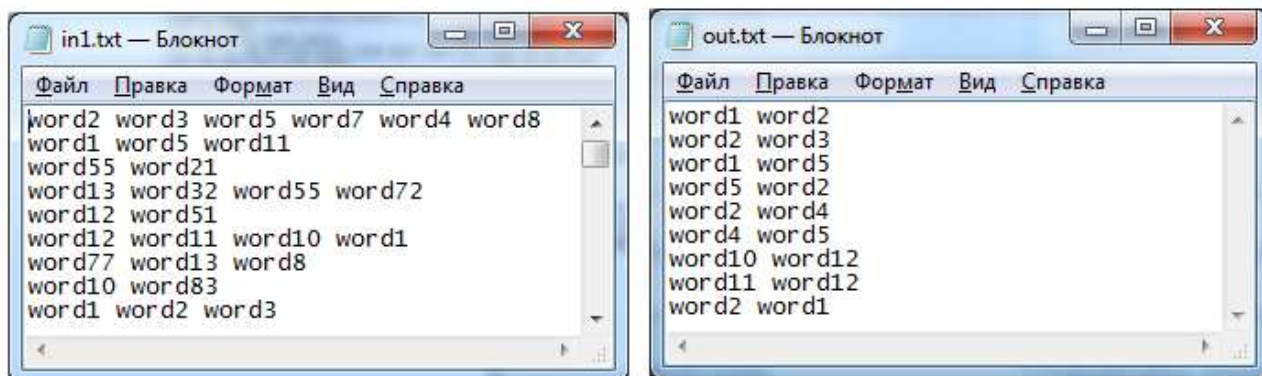 in1.txt — Блокнот
Файл Правка Формат Вид Справка
word2 word3 word5 word7 word4 word8
word1 word5 word11
word55 word21
word13 word32 word55 word72
word12 word51
word12 word11 word10 word1
word77 word13 word8
word10 word83
word1 word2 word3
out.txt — Блокнот
Файл Правка Формат Вид Справка
word1 word2
word2 word3
word1 word5
word5 word2
word2 word4
word4 word5
word10 word12
word11 word12
word2 word1